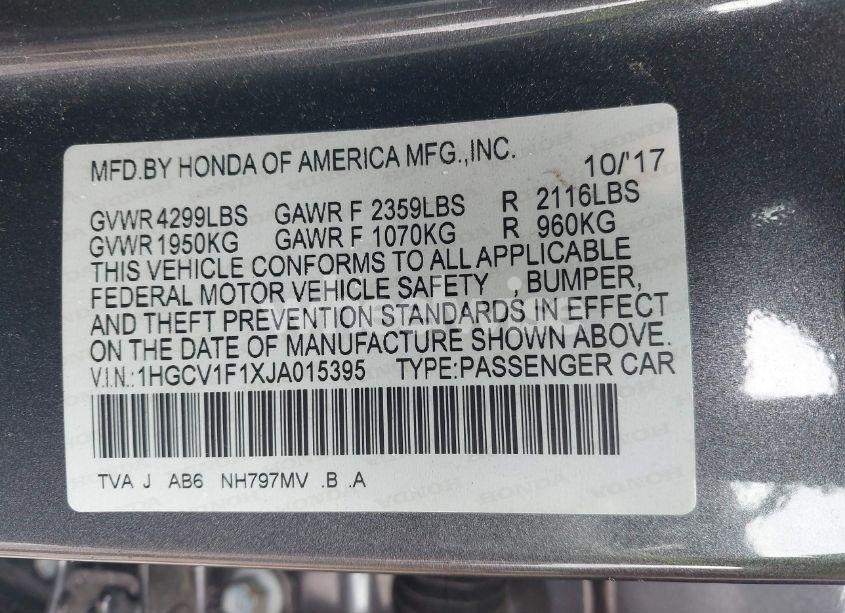 MFD.BY HONDA OF AMERICA MFG.,INC. 10/'17
GVWR 4299LBS GAWR F 2359LBS R 2116LBS
GVWR 1950KG GAWR F 1070KG R 960KG
THIS VEHICLE CONFORMS TO ALL APPLICABLE
FEDERAL MOTOR VEHICLE SAFETY , BUMPER,
AND THEFT PREVENTION STANDARDS IN EFFECT
ON THE DATE OF MANUFACTURE SHOWN ABOVE.
V.I.N.:1HGCV1F1XJA015395 TYPE:PASSENGER CAR
TVA J AB6 NH797MV .B .A